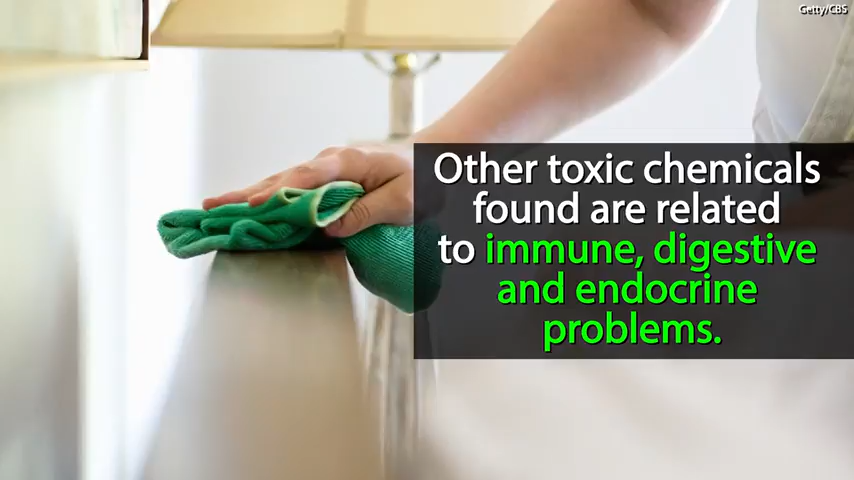 Getty/CBS
Other toxic chemicals
found are related
to immune, digestive
and endocrine
problems.